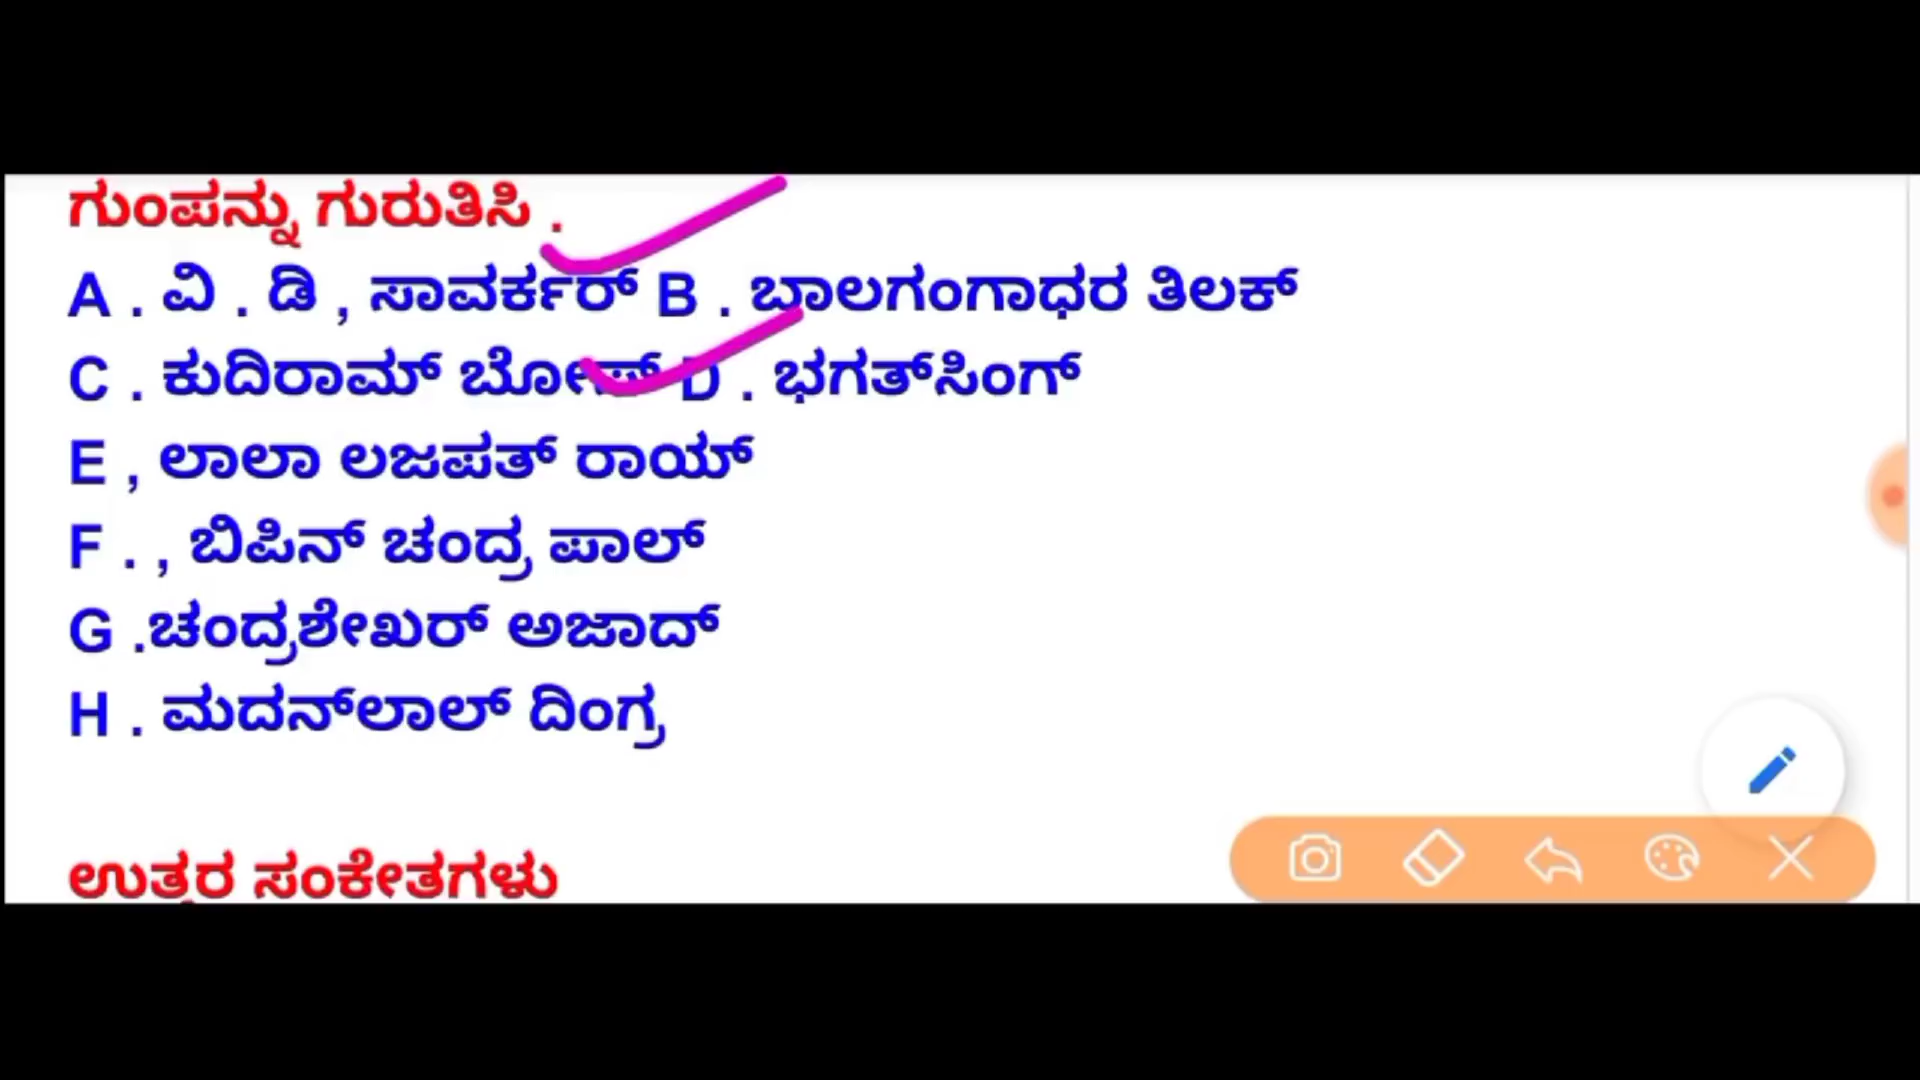 ಗುಂಪನ್ನು ಗುರುತಿಸಿ .
A . ವಿ . ಡಿ , ಸಾವರ್ಕರ್ B . ಬಾಲಗಂಗಾಧರ ತಿಲಕ್
C . ಕುದಿರಾಮ್ ಬೋಸ್ D . ಭಗತ್‌ಸಿಂಗ್
E , ಲಾಲಾ ಲಜಪತ್ ರಾಯ್
F . , ಬಿಪಿನ್ ಚಂದ್ರ ಪಾಲ್
G .ಚಂದ್ರಶೇಖರ್ ಅಜಾದ್
H . ಮದನ್‌ಲಾಲ್ ದಿಂಗ್ರ
ಉತ್ತರ ಸಂಕೇತಗಳು